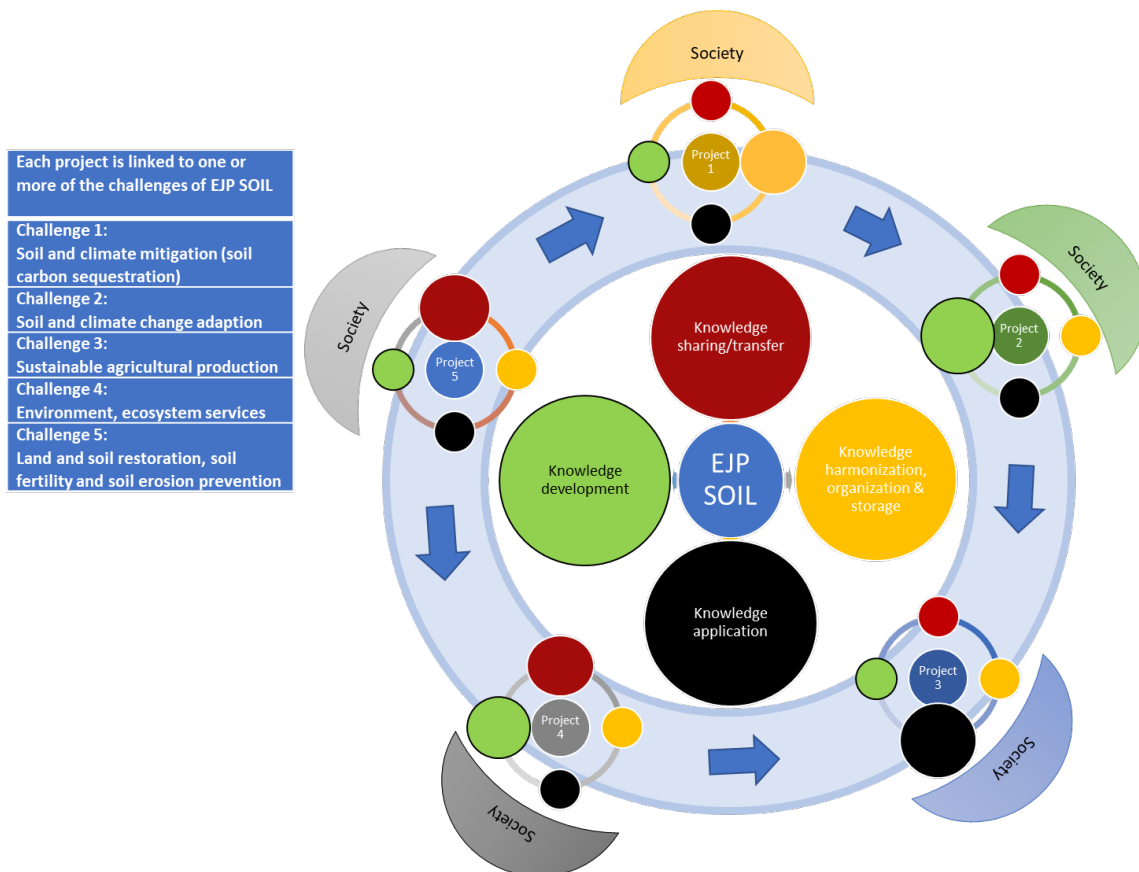 Each project is linked to one or
more of the challenges of EJP SOIL
Challenge 1:
Soil and climate mitigation (soil
carbon sequestration)
Challenge 2:
Soil and climate change adaption
Challenge 3:
Sustainable agricultural production
Challenge 4:
Environment, ecosystem services
Challenge 5:
Land and soil restoration, soil
fertility and soil erosion prevention
Society
Project
1
Society
Project
2
Society
Project
5
Knowledge
sharing/transfer
Knowledge
development
EJP
SOIL
Knowledge
harmonization,
organization &
storage
Knowledge
application
Project
3
Society
Project
4
Society